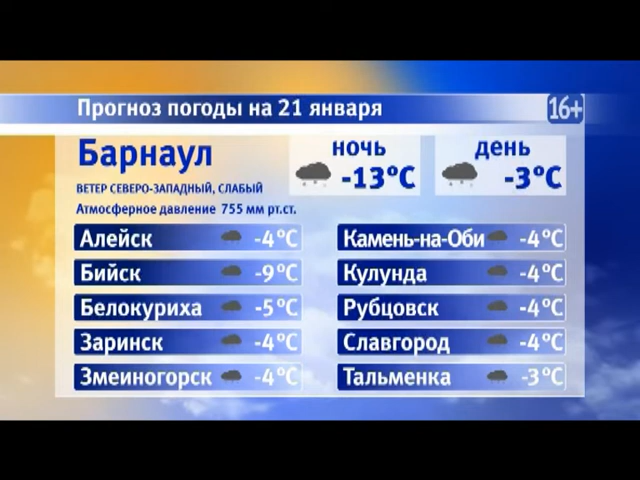 Прогноз погоды на 21 января
16+
Барнаул
ночь
-13°C
день
-3°C
ВЕТЕР СЕВЕРО-ЗАПАДНЫЙ, СЛАБЫЙ
Атмосферное давление 755 мм рт.ст.
Алейск -4°C
Бийск -9°C
Белокуриха -5°C
Заринск -4°C
Змеиногорск -4°C
Камень-на-Оби -4°C
Кулунда -4°C
Рубцовск -4°C
Славгород -4°C
Тальменка -3°C